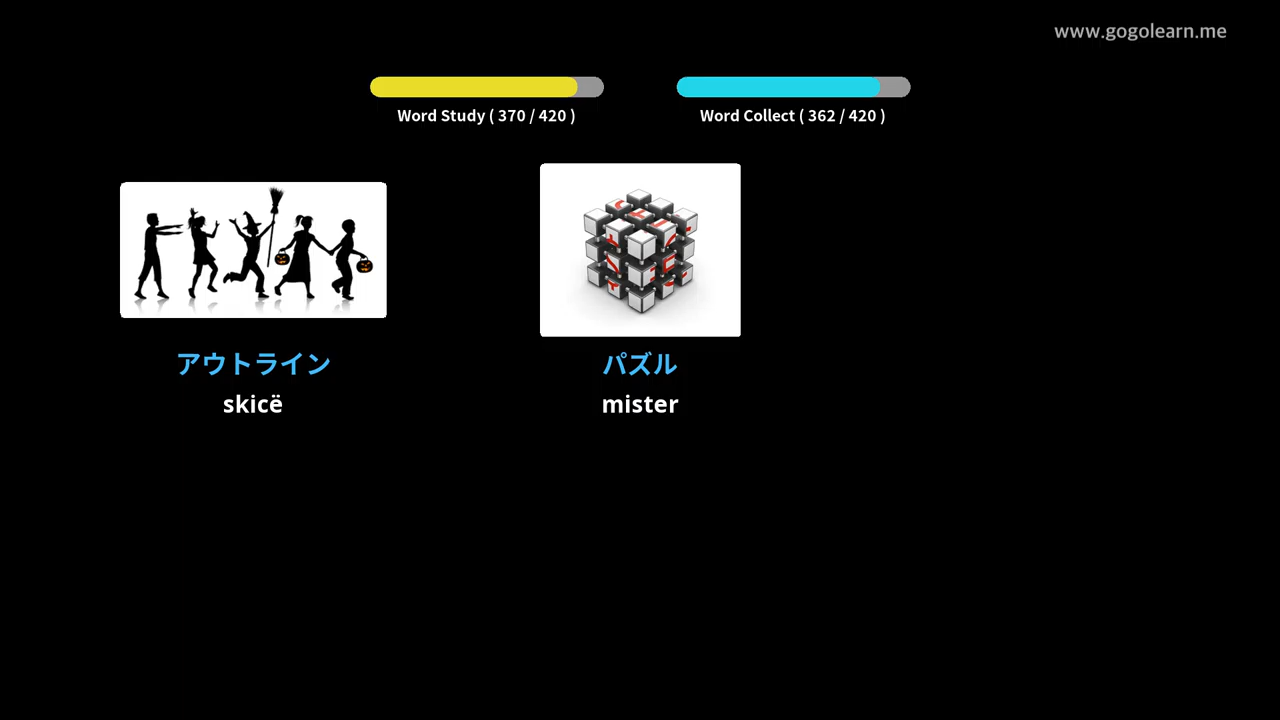 www.gogolearn.me
Word Study ( 370 / 420 )
Word Collect ( 362 / 420 )
アウトライン
skicë
パズル
mister